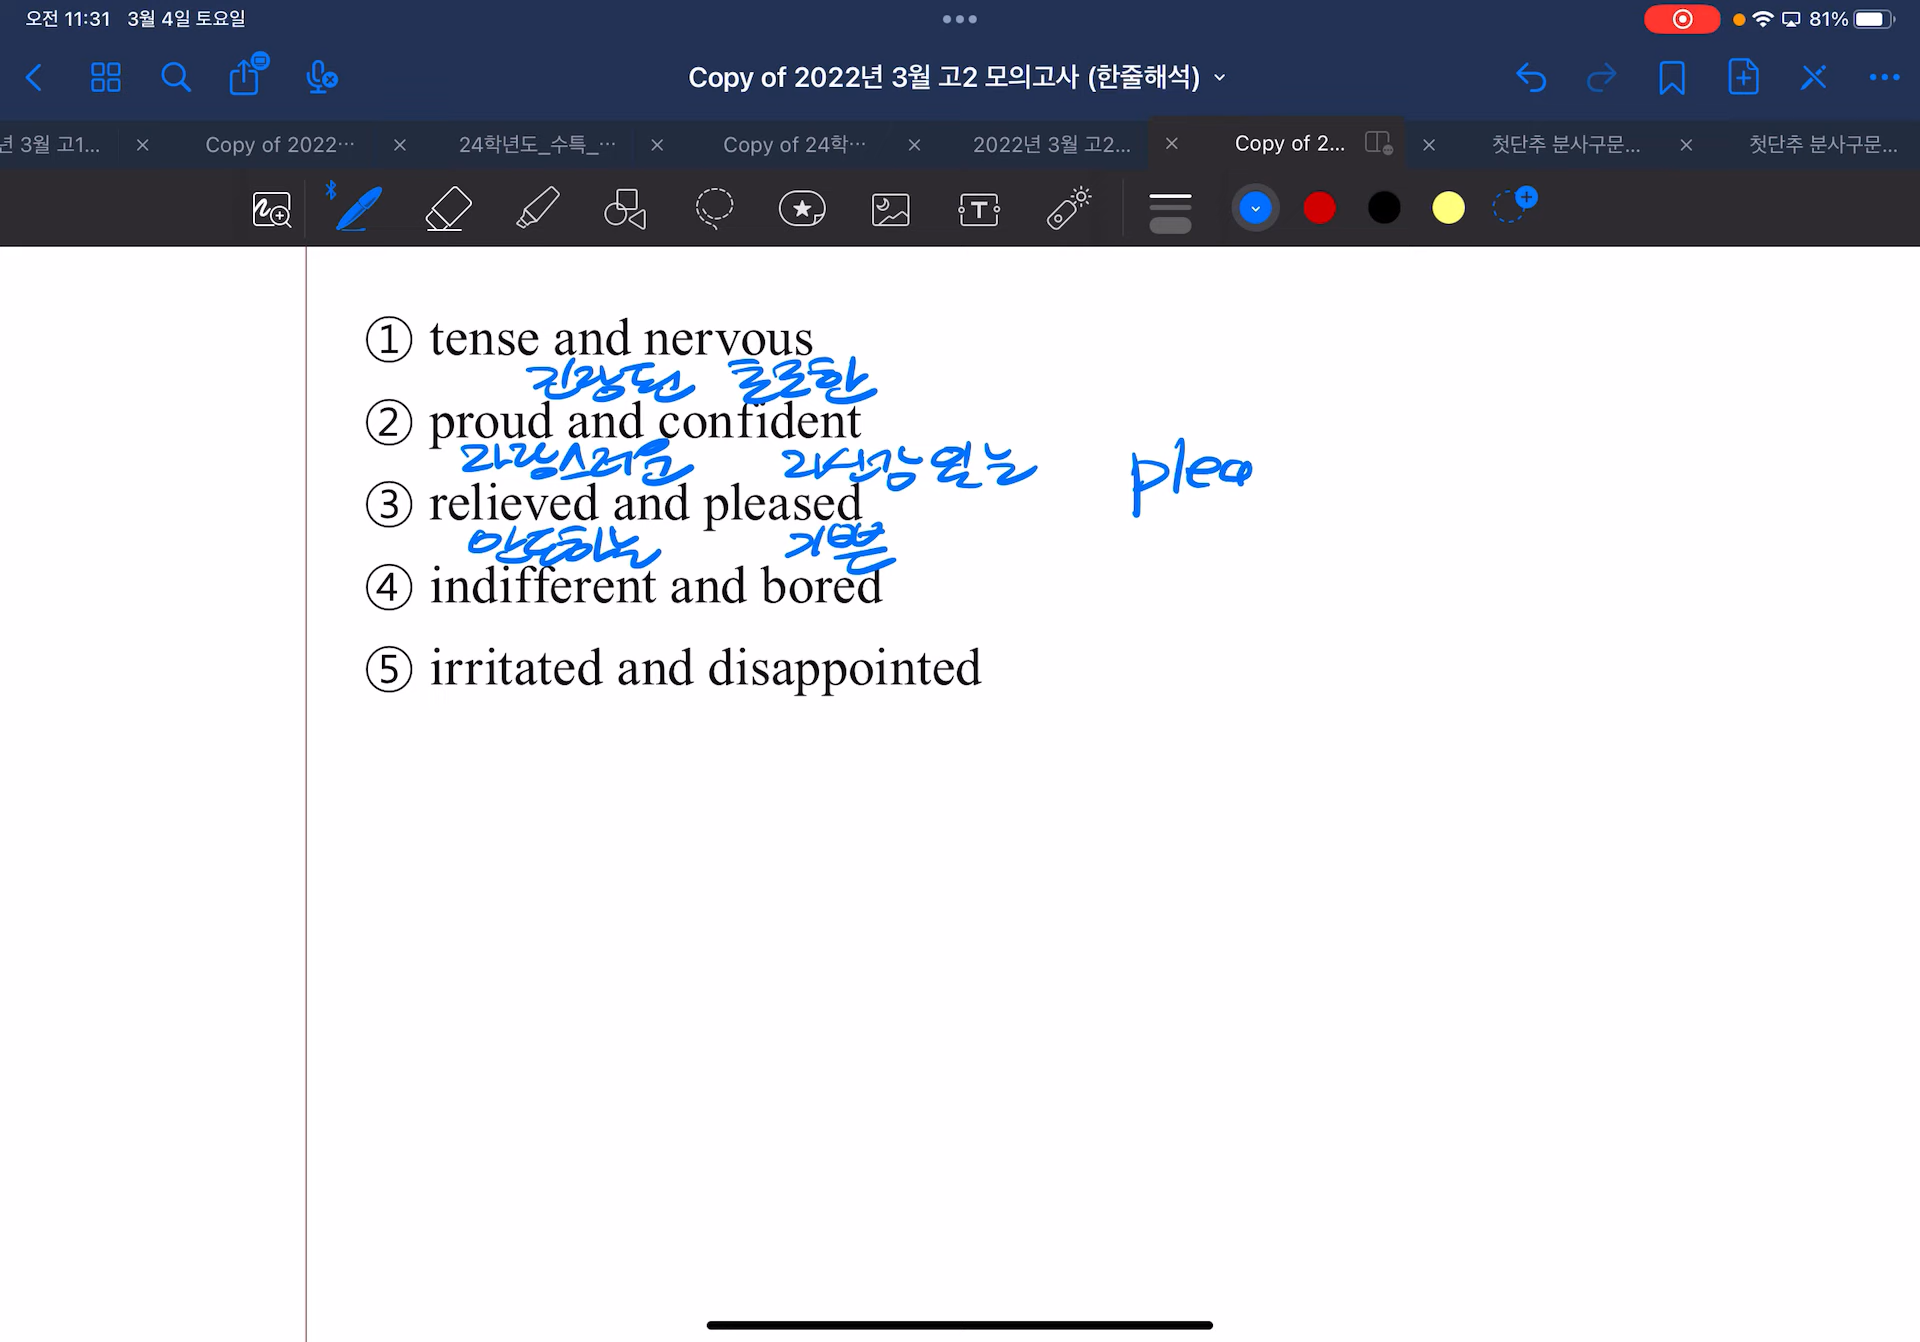 오전 11:31 3월 4일 토요일
81%
Copy of 2022년 3월 고2 모의고사 (한줄해석)
년 3월 고1...
Copy of 2022...
24학년도_수특_...
Copy of 24학...
2022년 3월 고2...
Copy of 2...
첫단추 분사구문...
첫단추 분사구문...
① tense and nervous
긴장된 초조한
② proud and confident
자랑스러운 자신감 있는
plea
③ relieved and pleased
안도하는 기쁜
④ indifferent and bored
⑤ irritated and disappointed